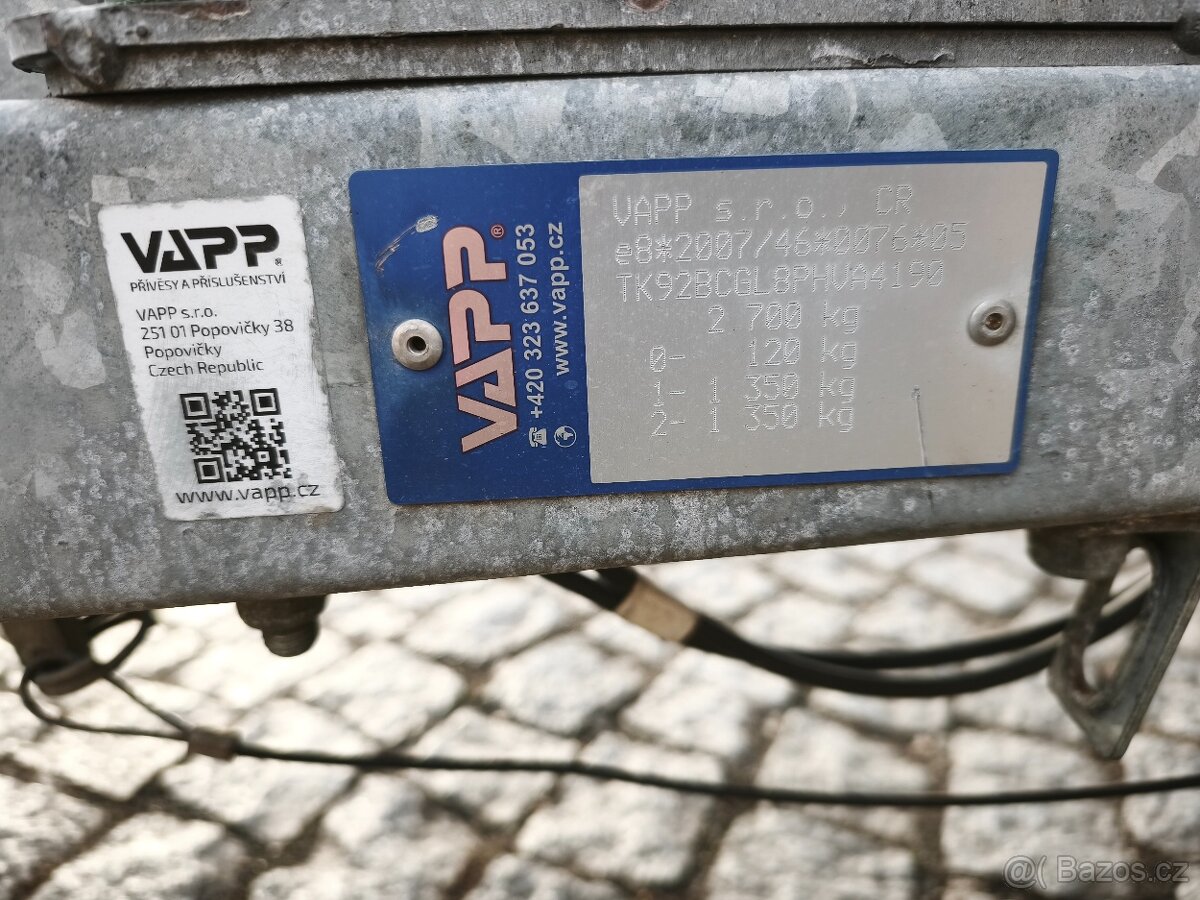 VAPP®
PŘÍVĚSY A PŘÍSLUŠENSTVÍ
VAPP s.r.o.
251 01 Popovičky 38
Popovičky
Czech Republic
www.vapp.cz
VAPP®
+420 323 637 053
www.vapp.cz
VAPP s.r.o., CR
e8*2007/46*0076*05
TK92BCGL8PHVA4190
2 700 kg
0- 120 kg
1- 1 350 kg
2- 1 350 kg
Bazos.cz